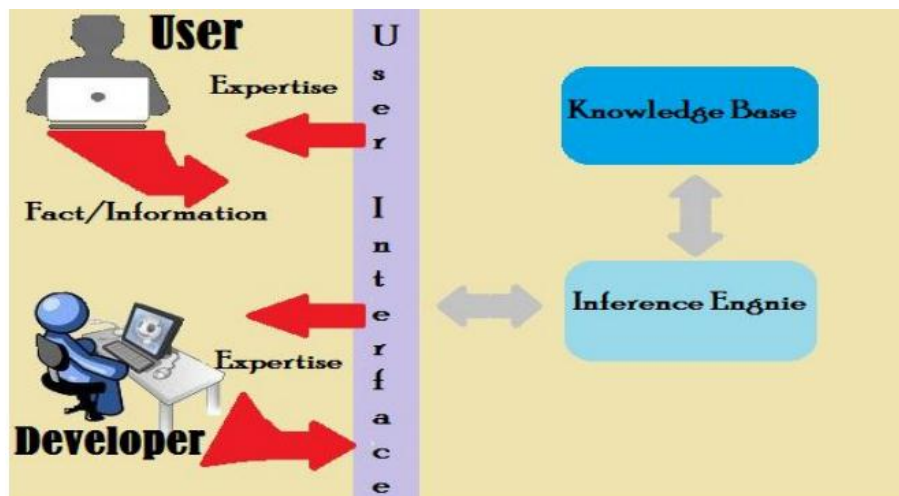 User
Expertise
Fact/Information
Expertise
Developer
User Interface
Knowledge Base
Inference Engnie